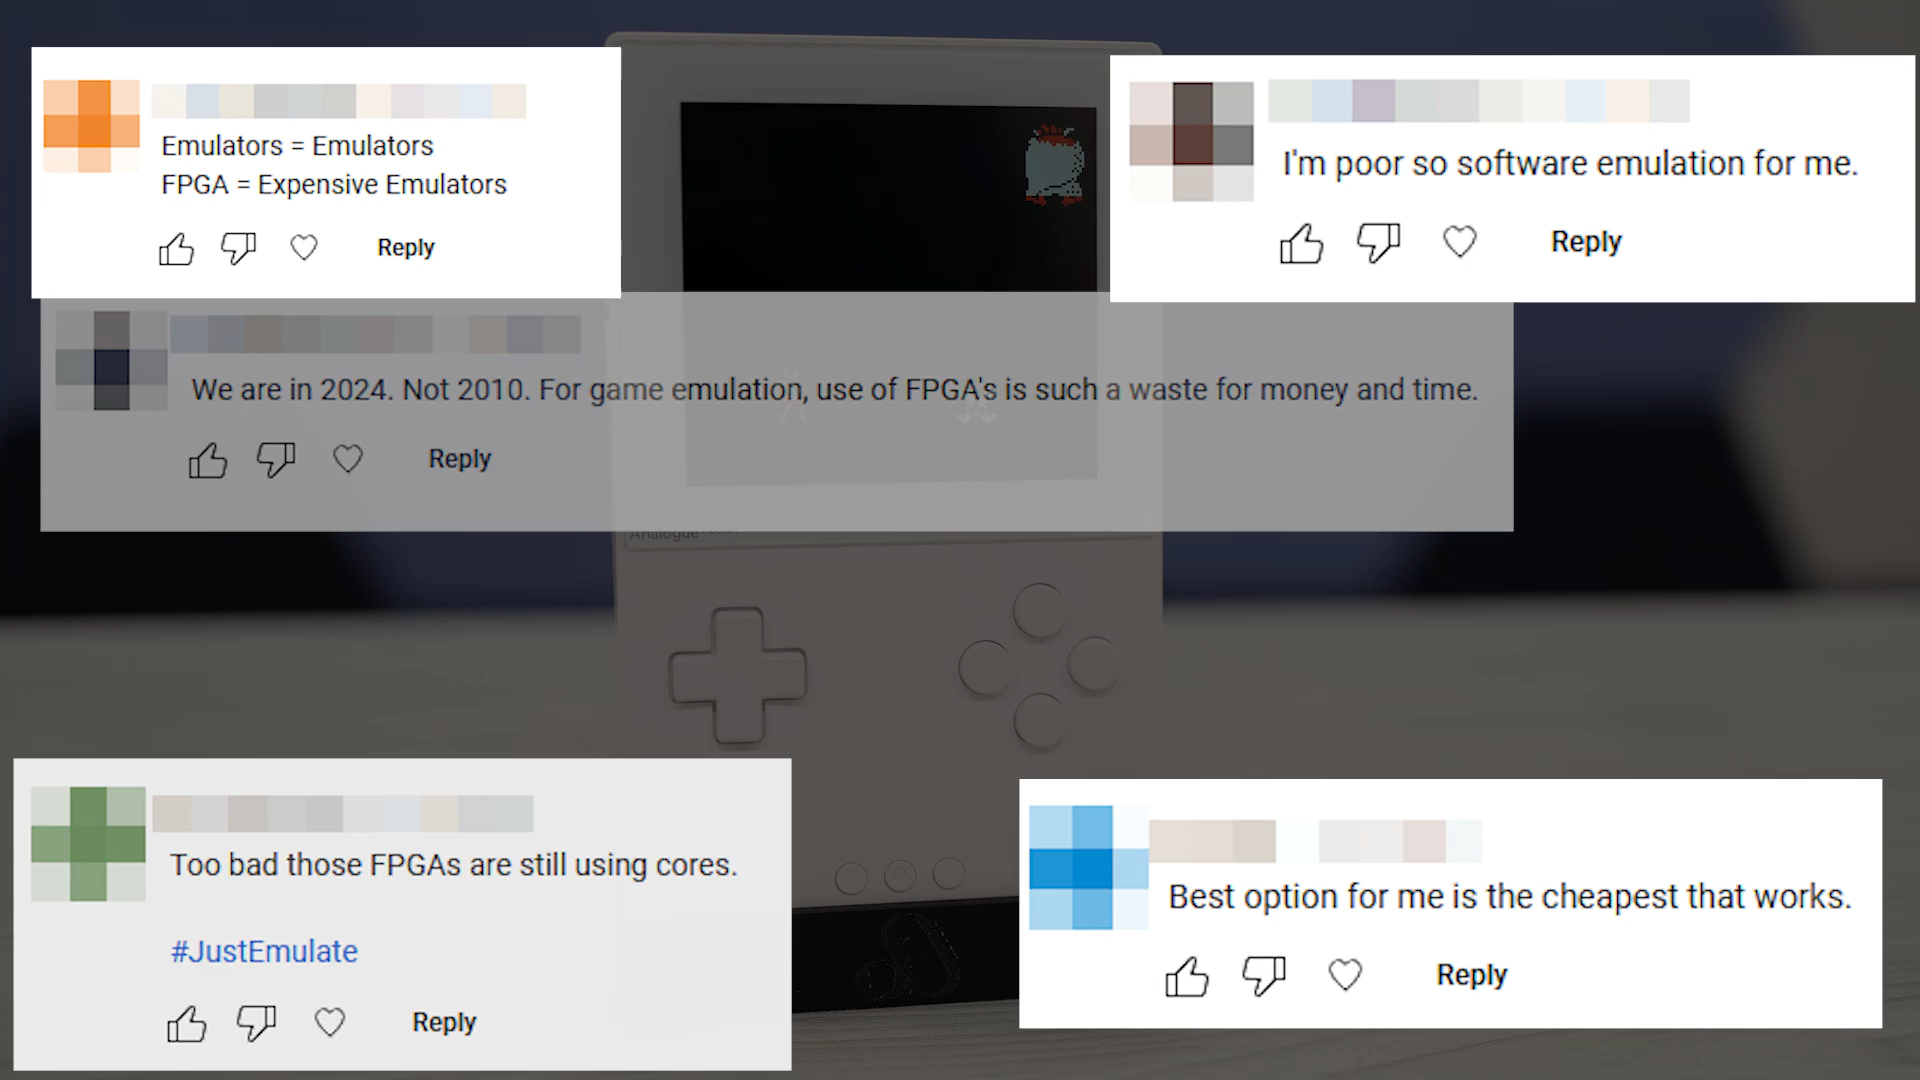 Emulators = Emulators
FPGA = Expensive Emulators
Reply
I'm poor so software emulation for me.
Reply
We are in 2024. Not 2010. For game emulation, use of FPGA's is such a waste for money and time.
Reply
Analogue
Too bad those FPGAs are still using cores.
#JustEmulate
Reply
Best option for me is the cheapest that works.
Reply